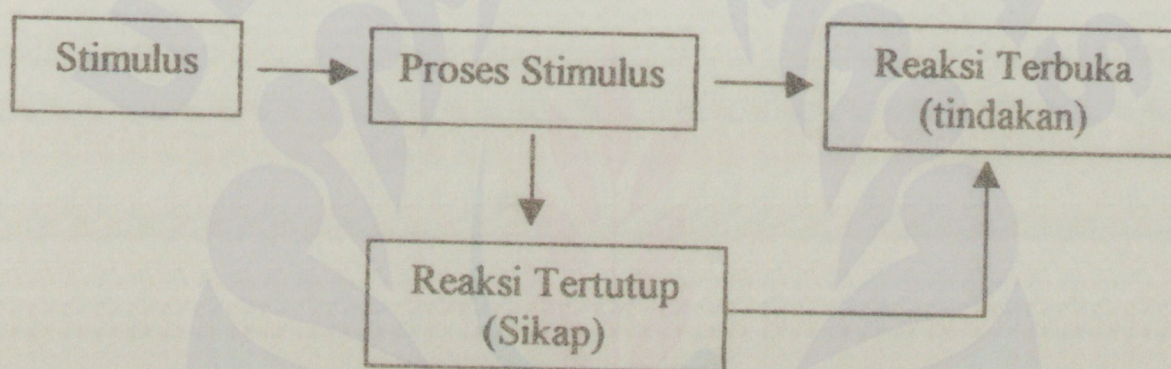 Stimulus
Proses Stimulus
Reaksi Terbuka
(tindakan)
Reaksi Tertutup
(Sikap)